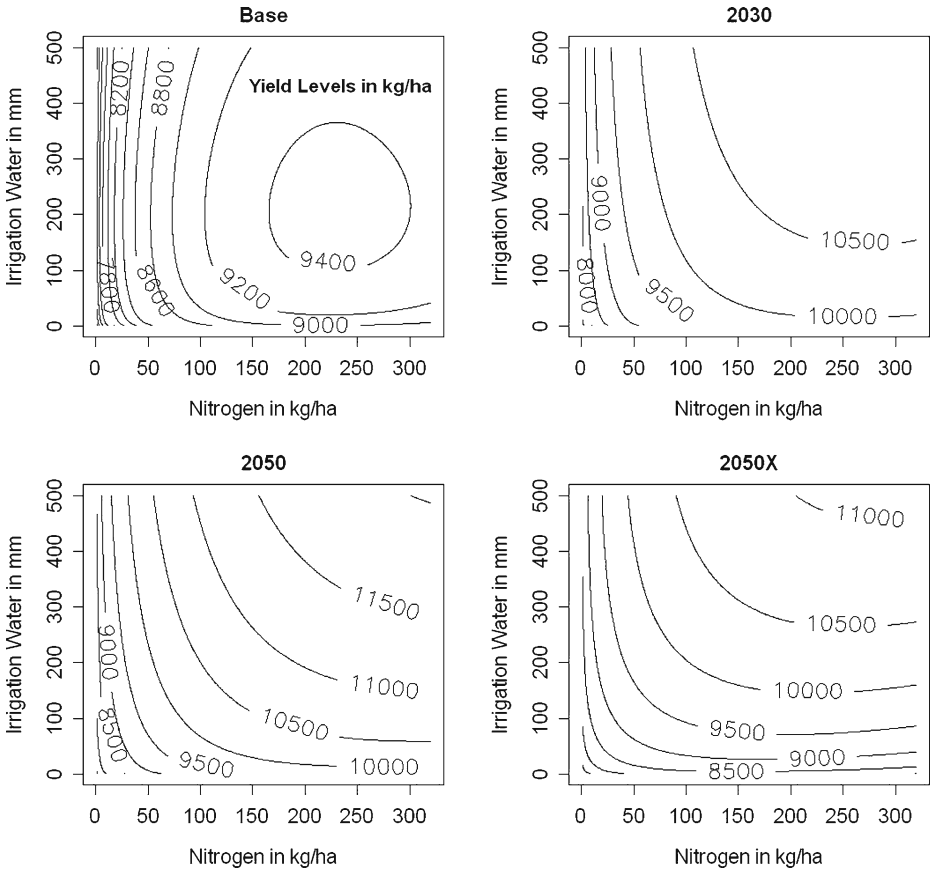 Base
Yield Levels in kg/ha
Irrigation Water in mm
0 100 200 300 400 500
7800
8200
8600
8800
9000
9200
9400
0 50 100 150 200 250 300
Nitrogen in kg/ha
2030
Irrigation Water in mm
0 100 200 300 400 500
8000
9000
9500
10000
10500
0 50 100 150 200 250 300
Nitrogen in kg/ha
2050
Irrigation Water in mm
0 100 200 300 400 500
8500
9000
9500
10000
10500
11000
11500
0 50 100 150 200 250 300
Nitrogen in kg/ha
2050X
Irrigation Water in mm
0 100 200 300 400 500
8500
9000
9500
10000
10500
11000
0 50 100 150 200 250 300
Nitrogen in kg/ha